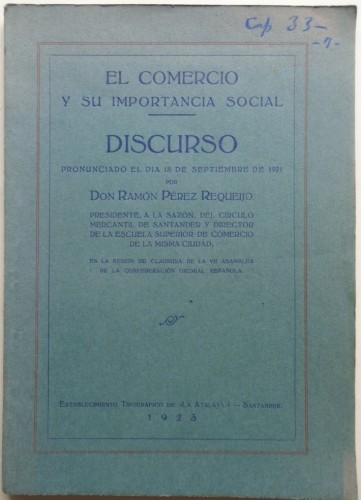 Cap 33-
-7-
EL COMERCIO
Y SU IMPORTANCIA SOCIAL
DISCURSO
PRONUNCIADO EL DIA 18 DE SEPTIEMBRE DE 1921
POR
DON RAMÓN PÉREZ REQUEIJO
PRESIDENTE, A LA SAZÓN, DEL CÍRCULO
MERCANTIL DE SANTANDER Y DIRECTOR
DE LA ESCUELA SUPERIOR DE COMERCIO
DE LA MISMA CIUDAD,
EN LA SESIÓN DE CLAUSURA DE LA VII ASAMBLEA
DE LA CONFEDERACIÓN GREMIAL ESPAÑOLA
ESTABLECIMIENTO TIPOGRÁFICO DE «LA ATALAYA» — SANTANDER
1923